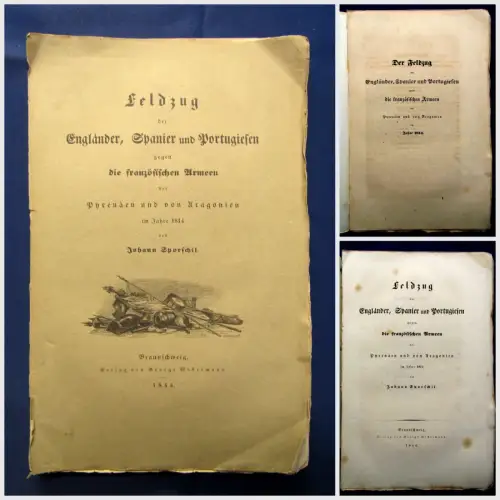 Feldzug
der
Engländer, Spanier und Portugiesen
gegen
die französischen Armeen
der
Pyrenäen und von Aragonien
im Jahre 1814
von
Johann Sporschil.
Braunschweig,
Verlag von George Westermann.
1844.
Der Feldzug
der
Engländer, Spanier und Portugiesen
gegen
die französischen Armeen
der
Pyrenäen und von Aragonien
im
Jahre 1814.
Feldzug
der
Engländer, Spanier und Portugiesen
gegen
die französischen Armeen
der
Pyrenäen und von Aragonien
im Jahre 1814
von
Johann Sporschil.
Braunschweig,
Verlag von George Westermann.
1844.